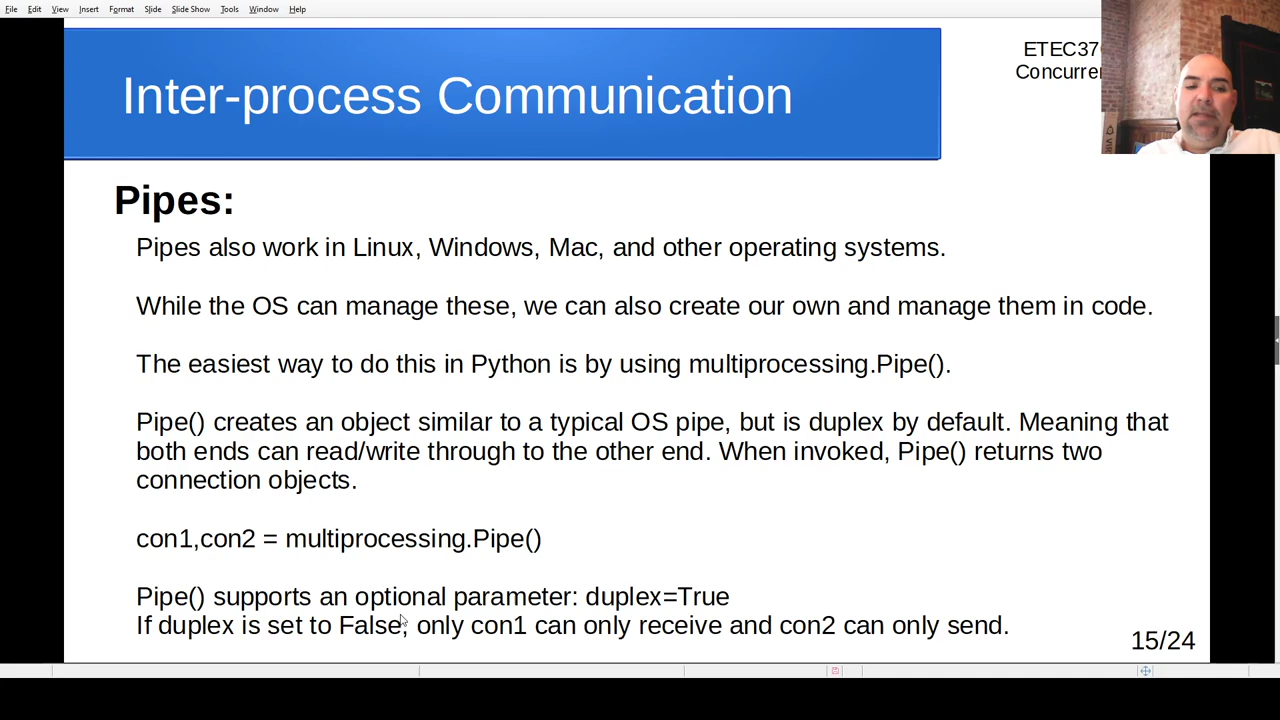 File Edit View Insert Format Slide Slide Show Tools Window Help
Inter-process Communication
Pipes:
Pipes also work in Linux, Windows, Mac, and other operating systems.
While the OS can manage these, we can also create our own and manage them in code.
The easiest way to do this in Python is by using multiprocessing.Pipe().
Pipe() creates an object similar to a typical OS pipe, but is duplex by default. Meaning that
both ends can read/write through to the other end. When invoked, Pipe() returns two
connection objects.
con1,con2 = multiprocessing.Pipe()
Pipe() supports an optional parameter: duplex=True
If duplex is set to False, only con1 can only receive and con2 can only send.
15/24